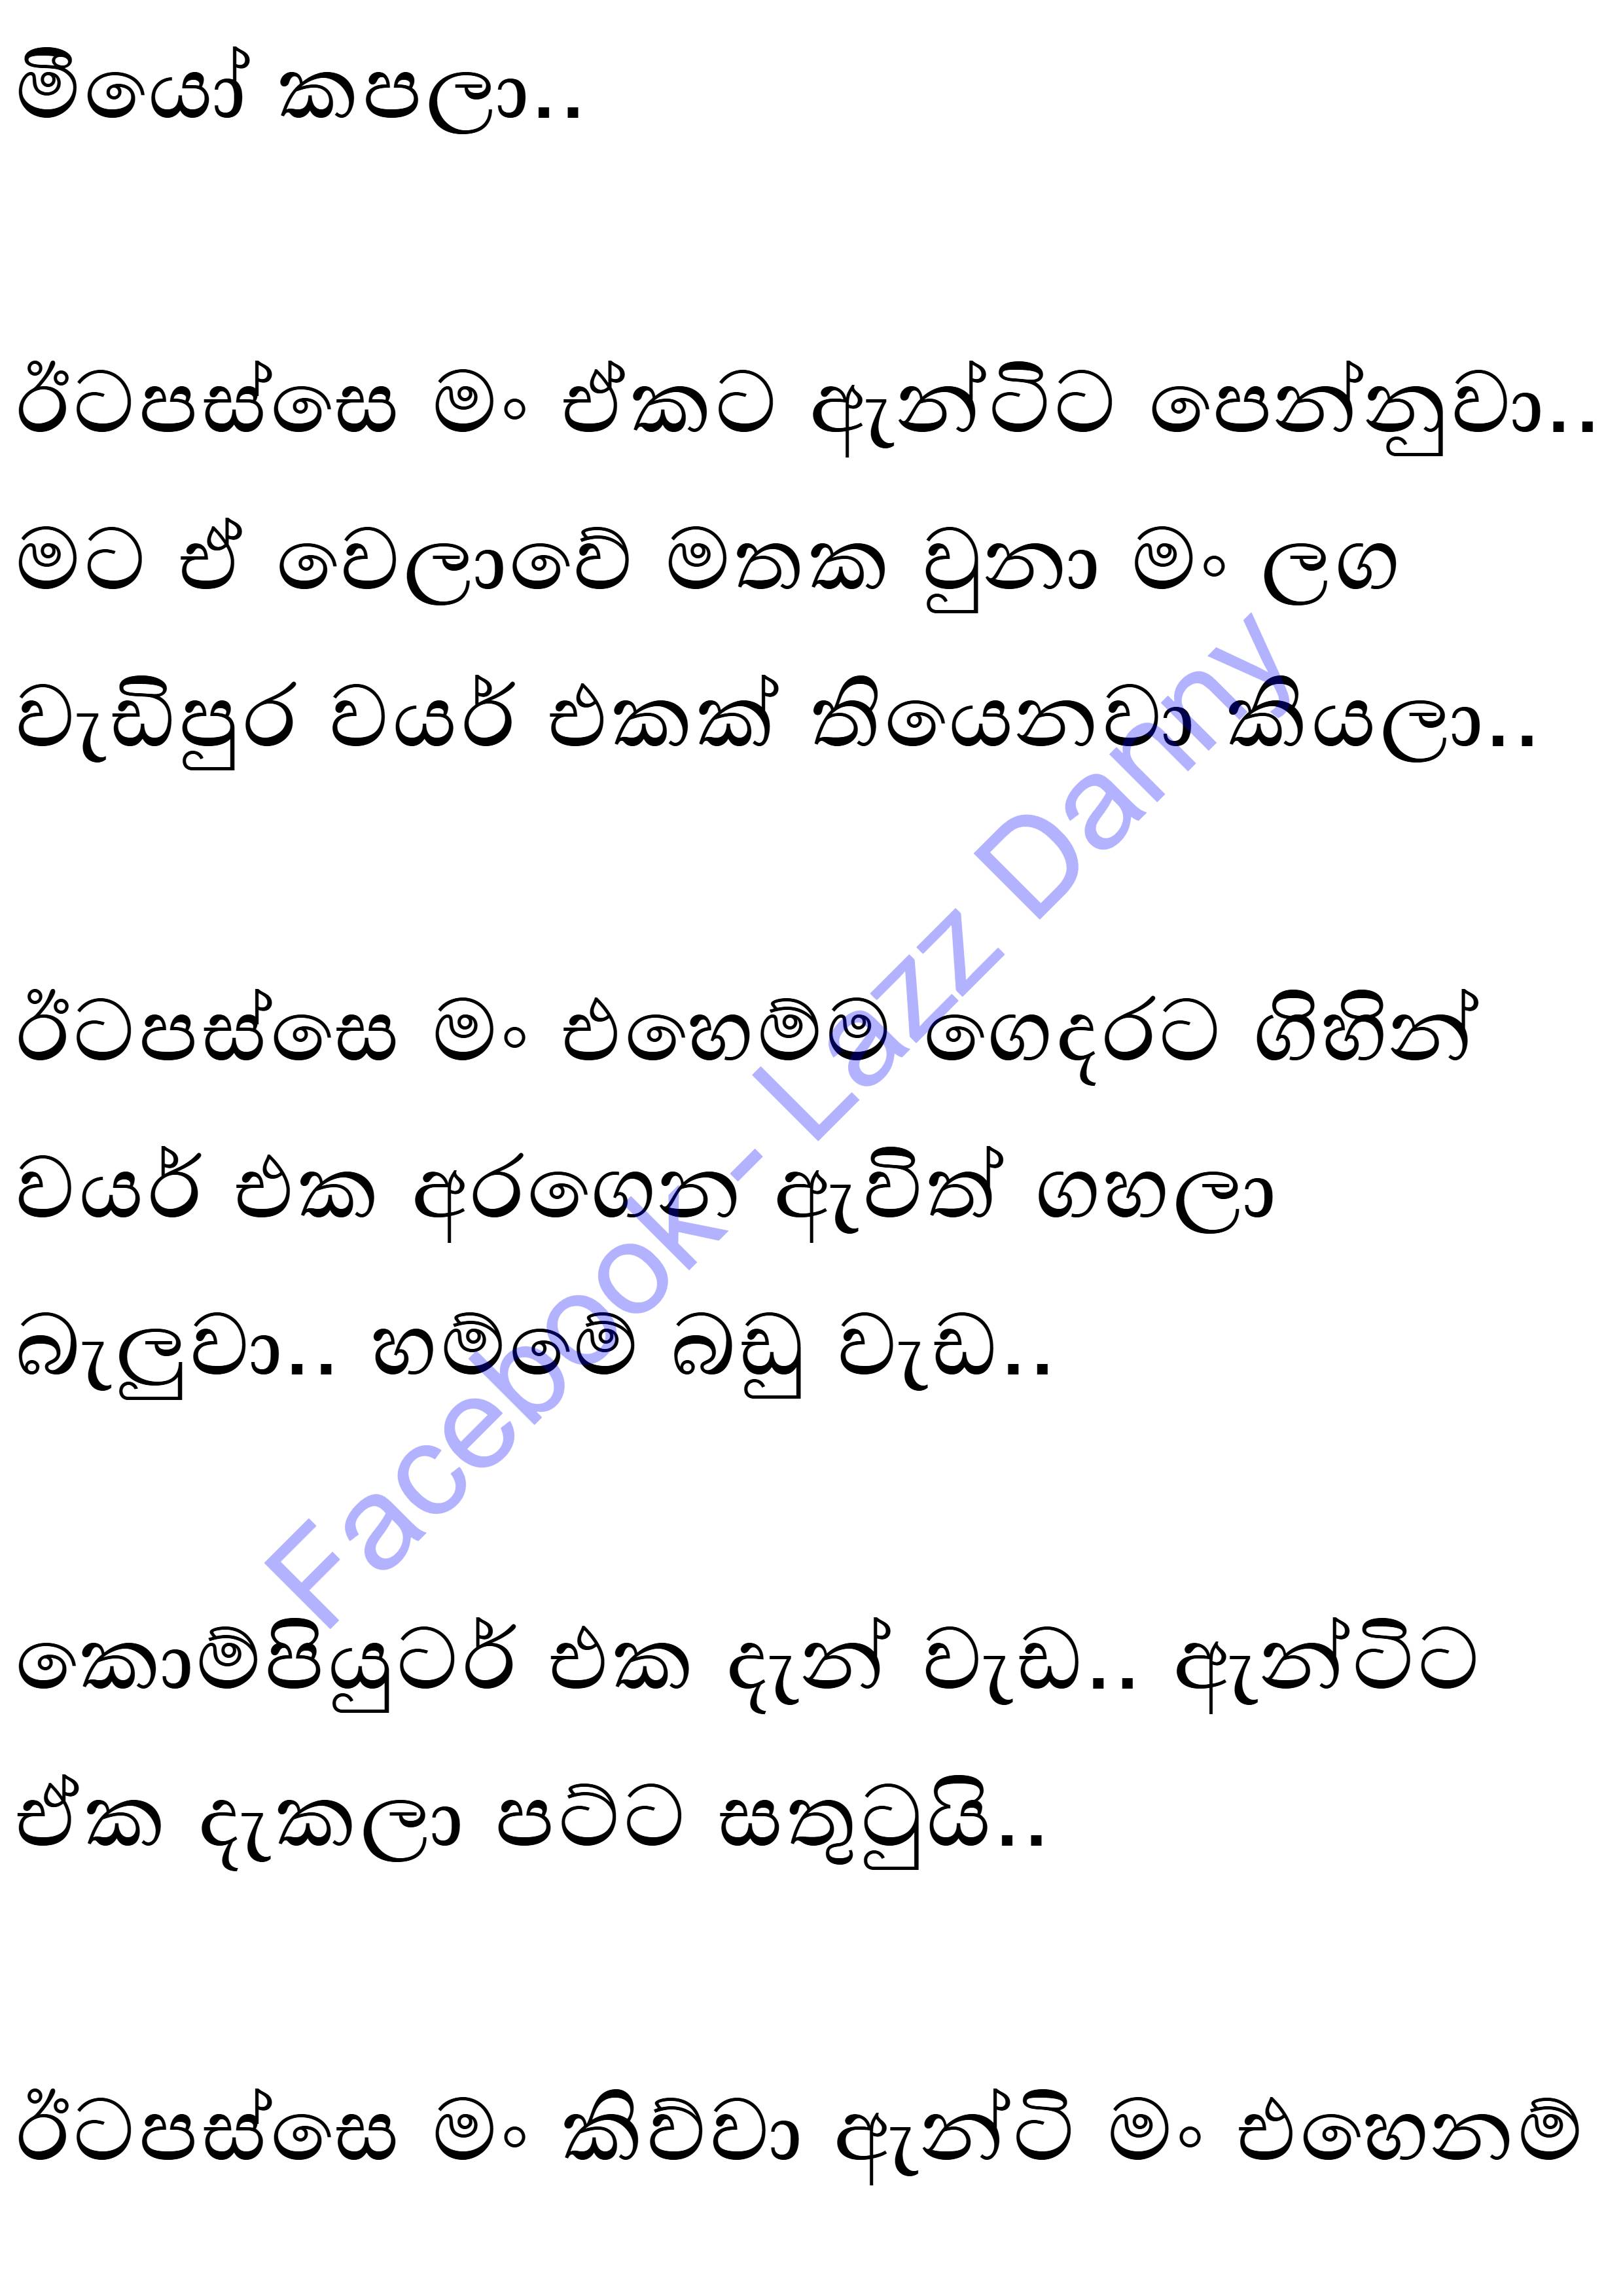 මීයෝ කපලා..
ඊටපස්සෙ මං ඒකට ඇන්ටිට පෙන්නුවා..
මට ඒ වෙලාවේ මතක වුනා මං ලග
වැඩිපුර වයර් එකක් තියෙනවා කියලා..
ඊටපස්සෙ මං එහෙම්ම ගෙදරට ගිහින්
වයර් එක අරගෙන ඇවිත් ගහලා
බැලුවා.. හම්මේ බඩු වැඩ..
කොම්පියුටර් එක දැන් වැඩ.. ඇන්ටිට
ඒක දැකලා පට්ට සතුටුයි..
ඊටපස්සෙ මං කිව්වා ඇන්ටි මං එහෙනම්
Facebook- Lazz Danny